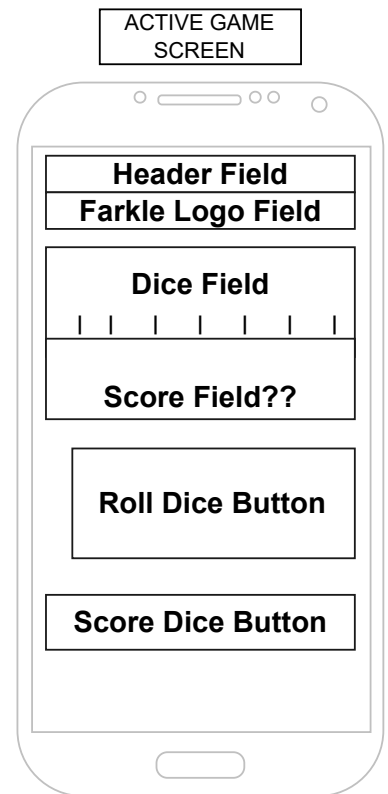 ACTIVE GAME
SCREEN
Header Field
Farkle Logo Field
Dice Field
Score Field??
Roll Dice Button
Score Dice Button